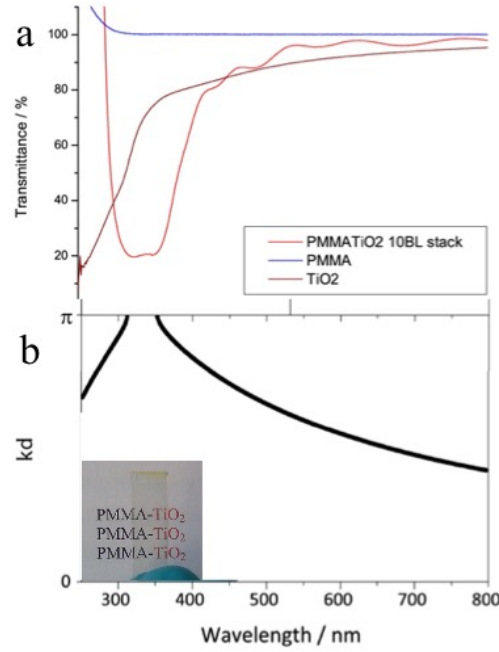 a
Transmittance / %
100
80
60
40
20
PMMATiO2 10BL stack
PMMA
TiO2
b
π
kd
0
PMMA-TiO₂
PMMA-TiO₂
PMMA-TiO₂
300 400 500 600 700 800
Wavelength / nm